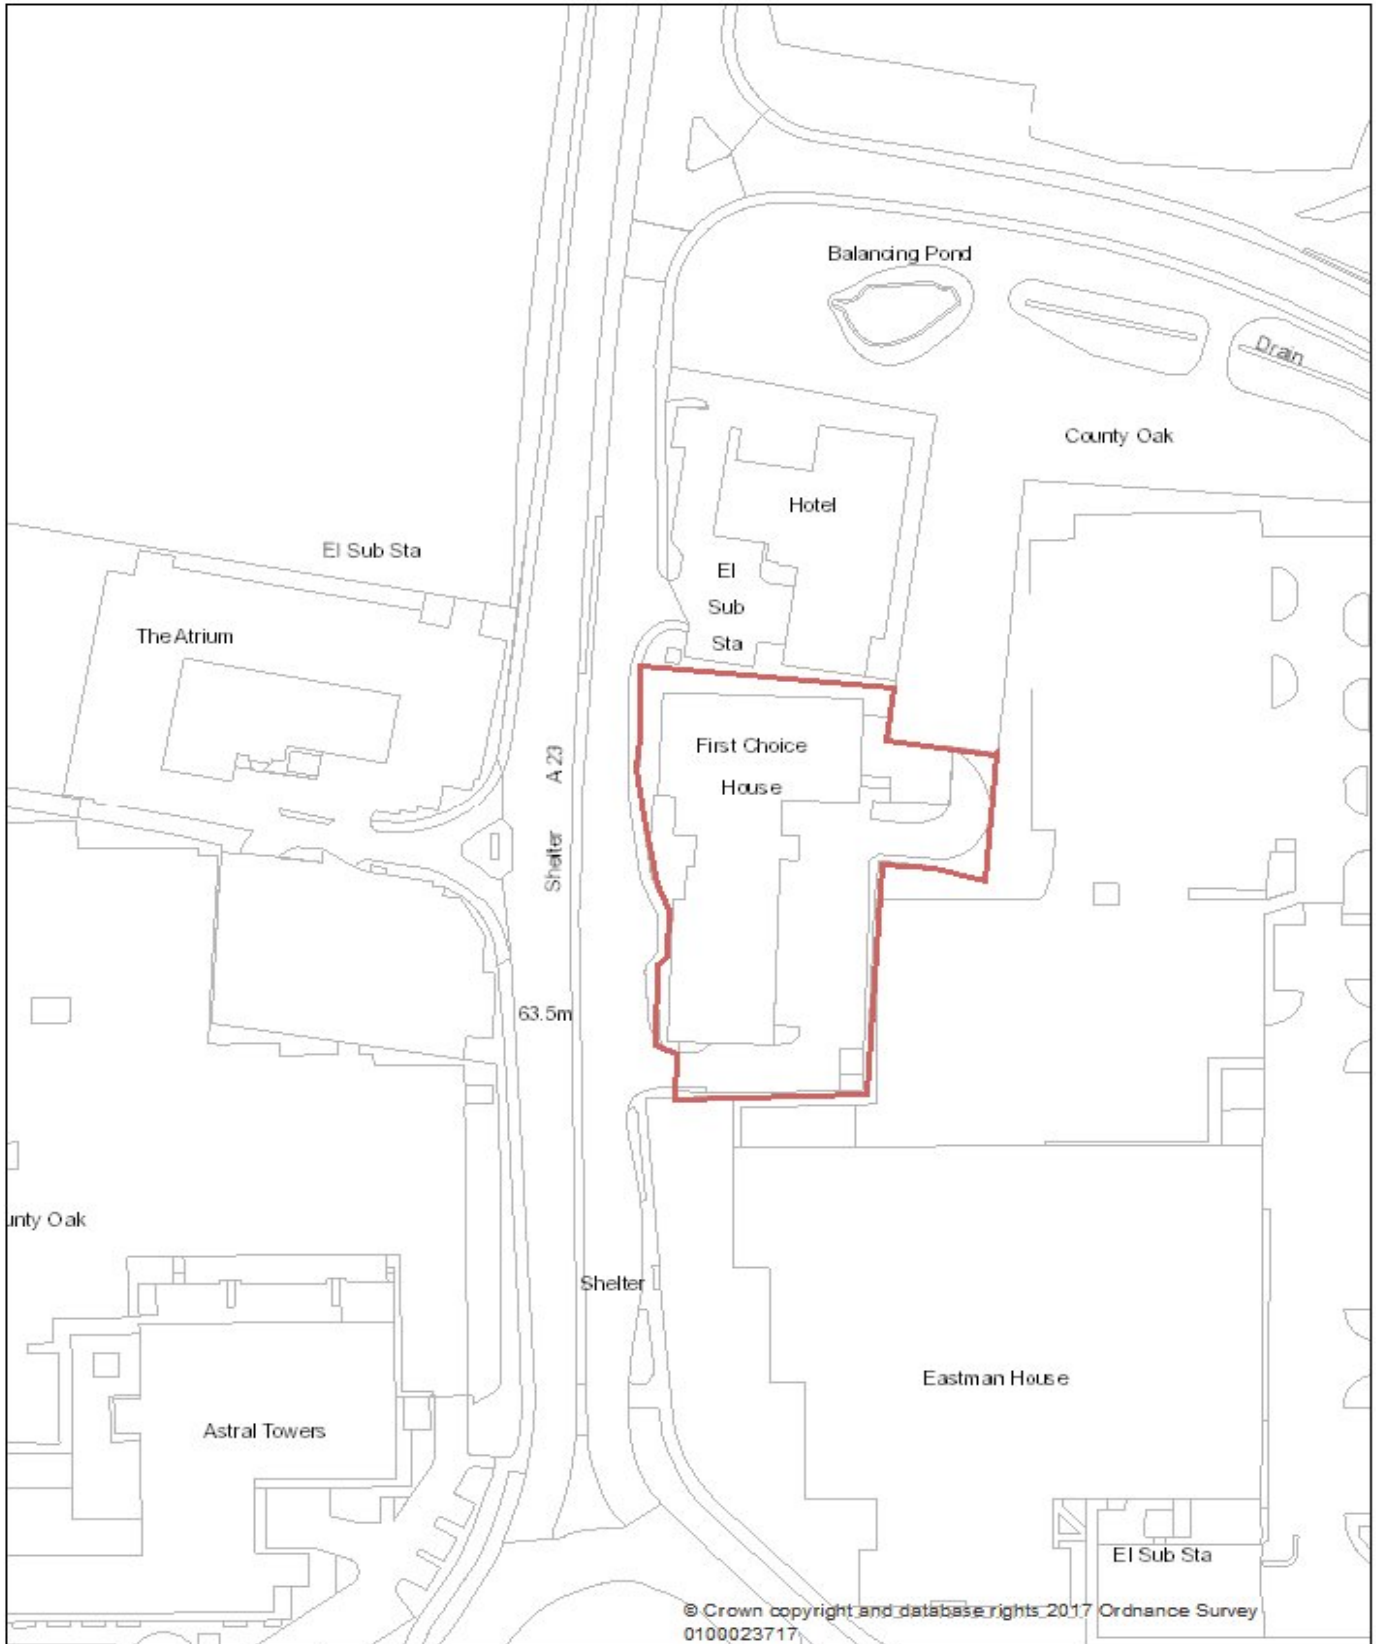 Balancing Pond
Drain
County Oak
Hotel
El Sub Sta
El
Sub
Sta
The Atrium
First Choice
House
A 23
Shelter
63.5m
unty Oak
Shelter
Eastman House
Astral Towers
El Sub Sta
© Crown copyright and database rights 2017 Ordnance Survey
0100023717